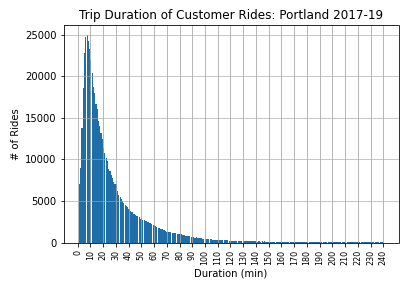 Trip Duration of Customer Rides: Portland 2017-19
25000
20000
15000
10000
5000
0
# of Rides
0 10 20 30 40 50 60 70 80 90 100 110 120 130 140 150 160 170 180 190 200 210 220 230 240
Duration (min)